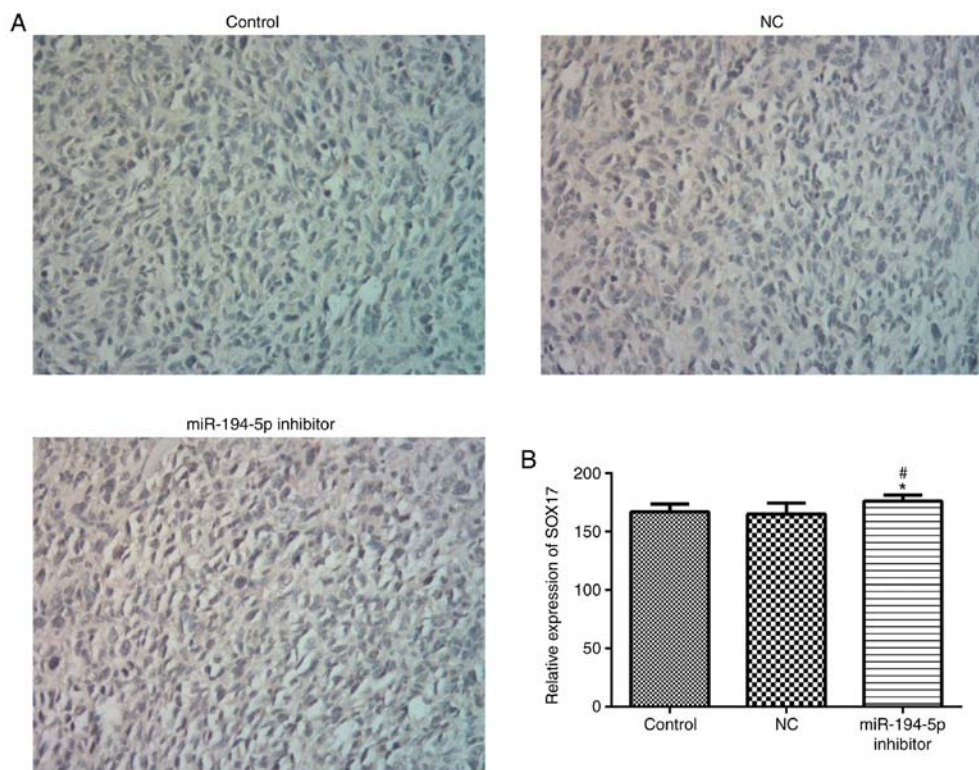 A
Control
NC
miR-194-5p inhibitor
B
Relative expression of SOX17
200
150
100
50
0
#
*
Control
NC
miR-194-5p
inhibitor